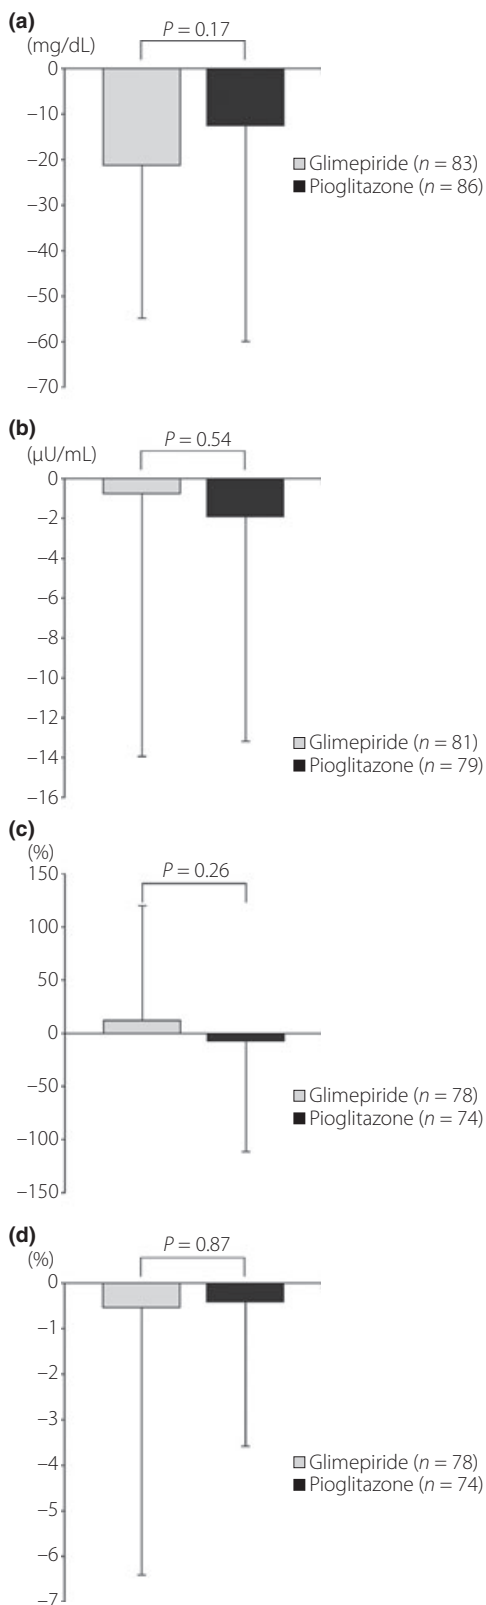 (a)
(mg/dL)
P = 0.17
0
−10
−20
−30
−40
−50
−60
−70
Glimepiride (n = 83)
Pioglitazone (n = 86)
(b)
(μU/mL)
P = 0.54
0
−2
−4
−6
−8
−10
−12
−14
−16
Glimepiride (n = 81)
Pioglitazone (n = 79)
(c)
(%)
P = 0.26
150
100
50
0
−50
−100
−150
Glimepiride (n = 78)
Pioglitazone (n = 74)
(d)
(%)
P = 0.87
0
−1
−2
−3
−4
−5
−6
−7
Glimepiride (n = 78)
Pioglitazone (n = 74)